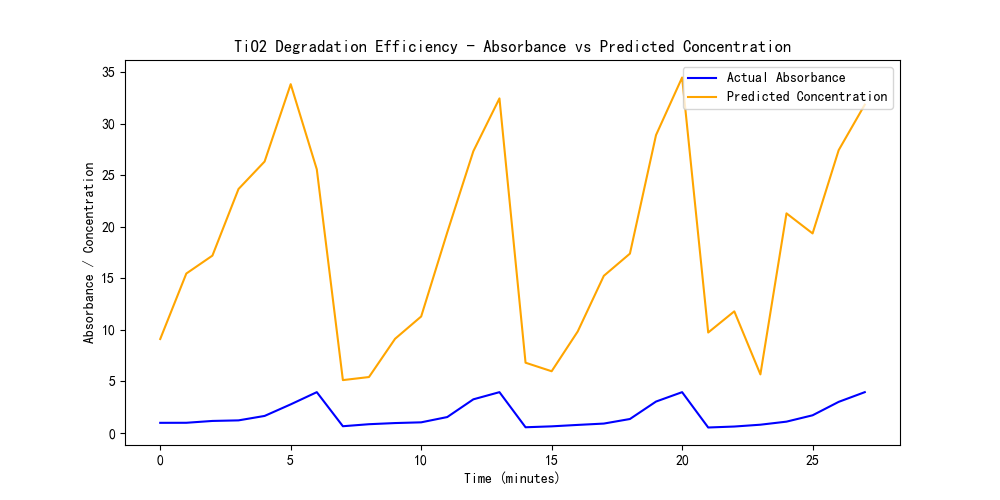 TiO2 Degradation Efficiency - Absorbance vs Predicted Concentration
Actual Absorbance
Predicted Concentration
Absorbance / Concentration
35
30
25
20
15
10
5
0
0 5 10 15 20 25
Time (minutes)